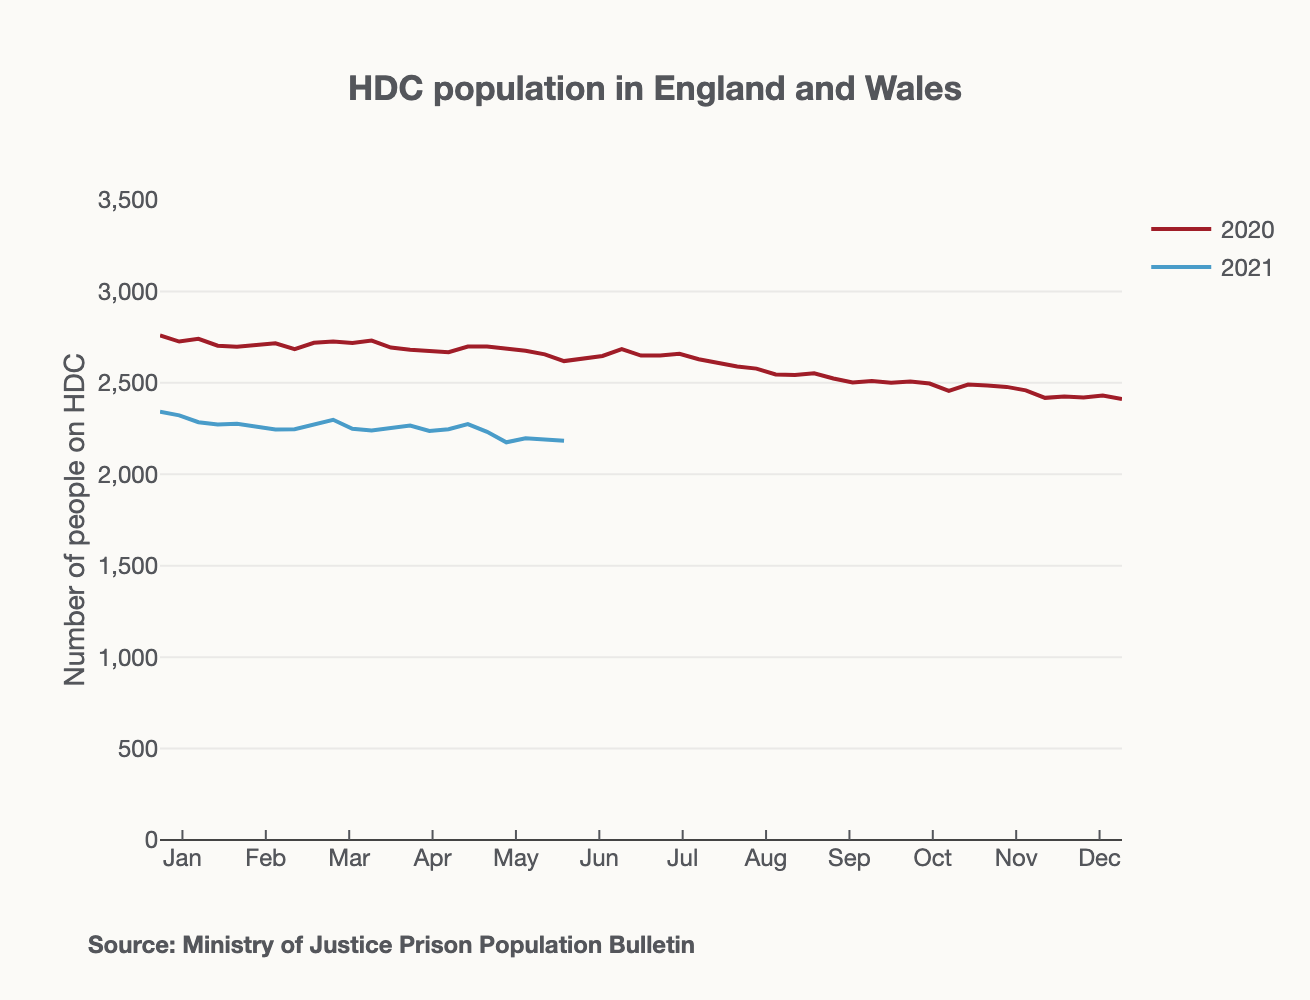 HDC population in England and Wales
3,500
3,000
2,500
2,000
1,500
1,000
500
0
Number of people on HDC
Jan Feb Mar Apr May Jun Jul Aug Sep Oct Nov Dec
2020
2021
Source: Ministry of Justice Prison Population Bulletin